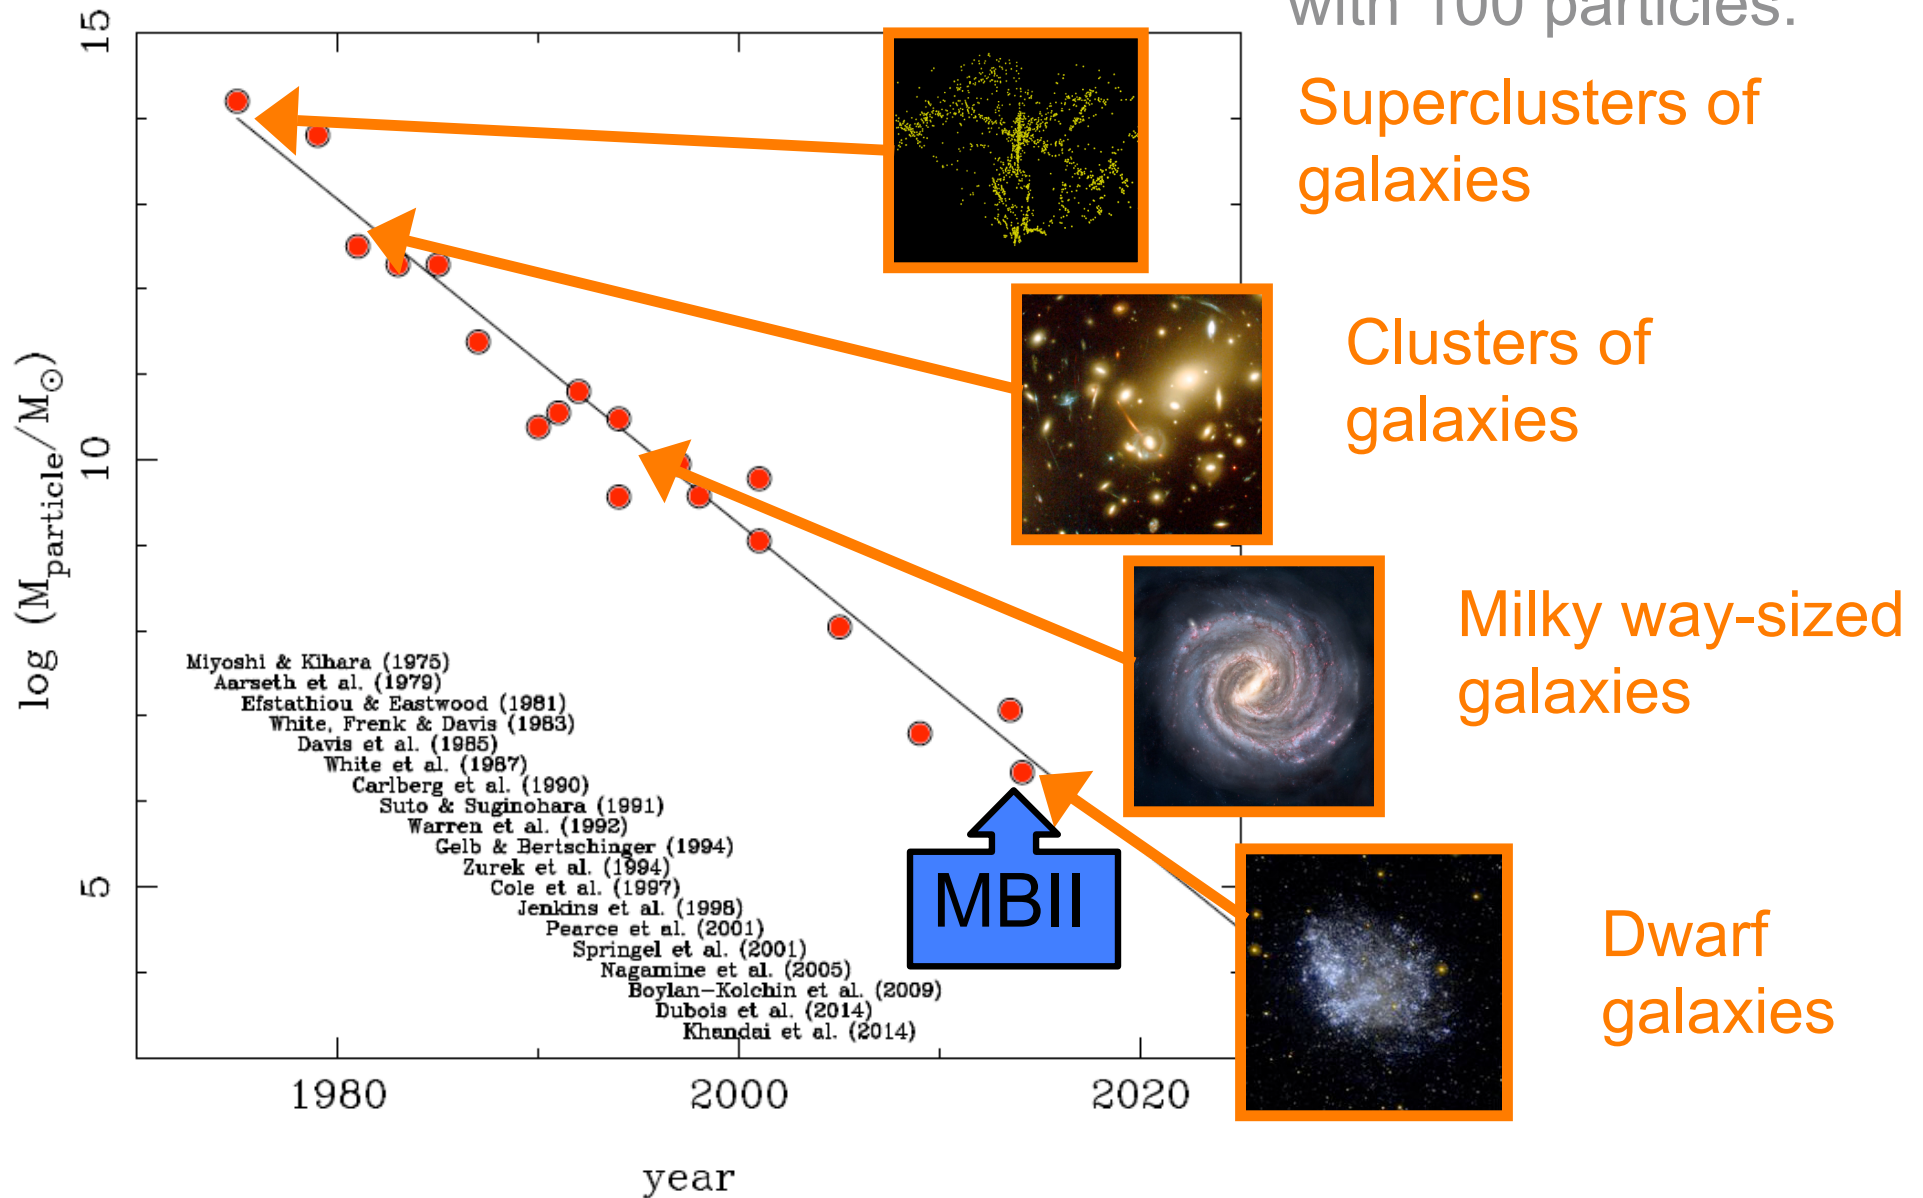 with 100 particles.
Superclusters of
galaxies
Clusters of
galaxies
Milky way-sized
galaxies
Dwarf
galaxies
MBII
15
10
5
log (M_particle/M_⊙)
Miyoshi & Kihara (1975)
Aarseth et al. (1979)
Efstathiou & Eastwood (1981)
White, Frenk & Davis (1983)
Davis et al. (1985)
White et al. (1987)
Carlberg et al. (1990)
Suto & Suginohara (1991)
Warren et al. (1992)
Gelb & Bertschinger (1994)
Zurek et al. (1994)
Cole et al. (1997)
Jenkins et al. (1998)
Pearce et al. (2001)
Springel et al. (2001)
Nagamine et al. (2005)
Boylan-Kolchin et al. (2009)
Dubois et al. (2014)
Khandai et al. (2014)
1980 2000 2020
year